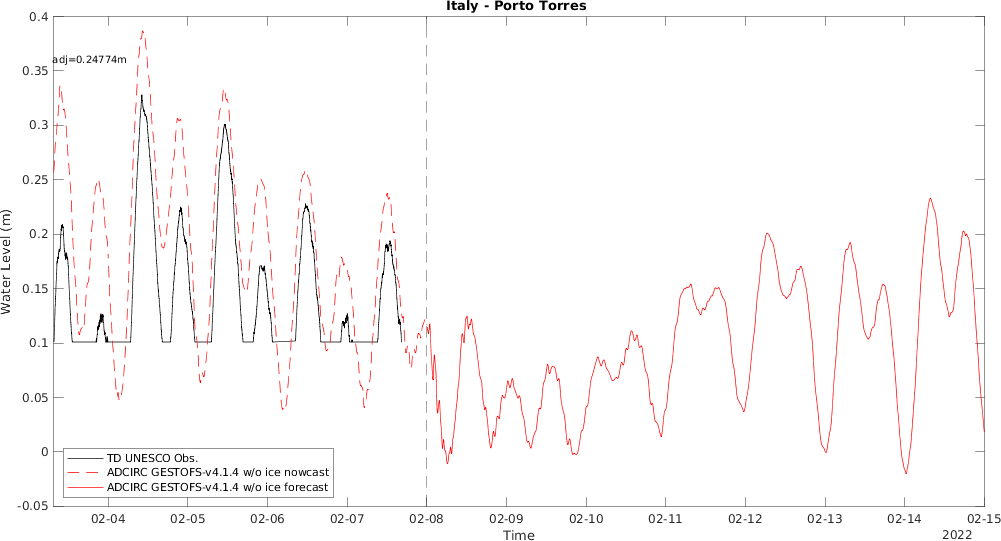 Italy - Porto Torres
adj=0.24774m
0.4
0.35
0.3
0.25
0.2
0.15
0.1
0.05
0
-0.05
Water Level (m)
TD UNESCO Obs.
ADCIRC GESTOFS-v4.1.4 w/o ice nowcast
ADCIRC GESTOFS-v4.1.4 w/o ice forecast
02-04 02-05 02-06 02-07 02-08 02-09 02-10 02-11 02-12 02-13 02-14 02-15
Time
2022